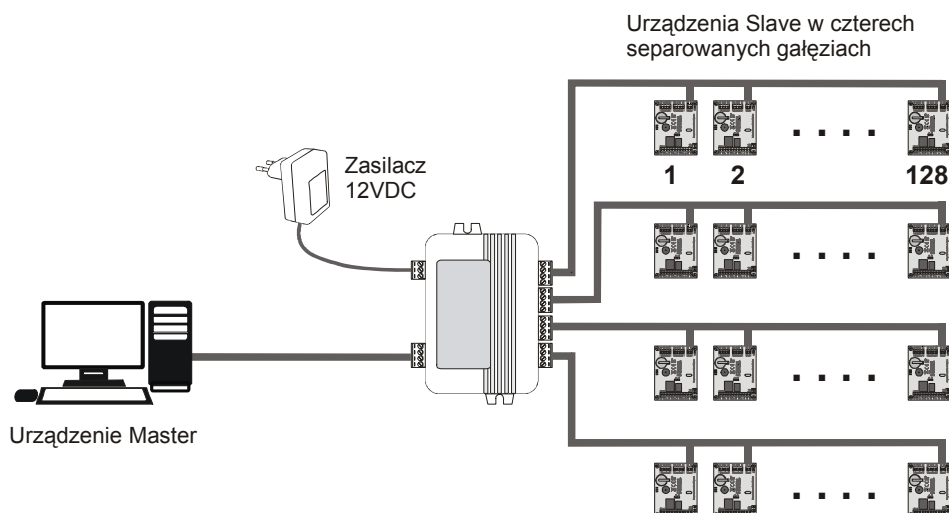 Urządzenia Slave w czterech
separowanych gałęziach
Zasilacz
12VDC
1 2 . . . . 128
Urządzenie Master